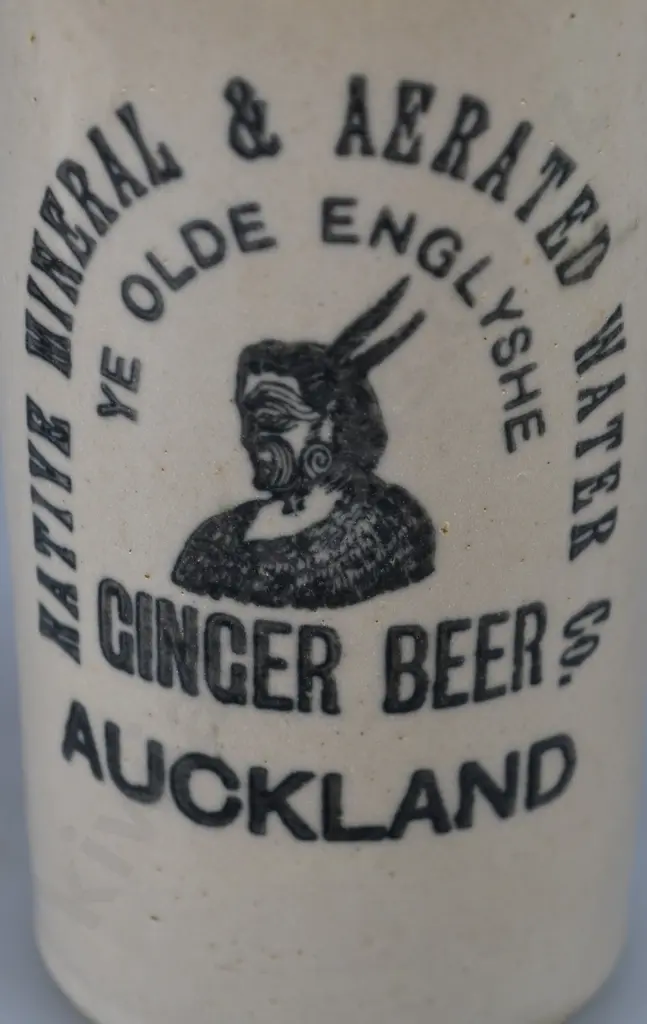 NATIVE MINERAL & AERATED WATER CO.
YE OLDE ENGLYSHE
GINGER BEER
AUCKLAND